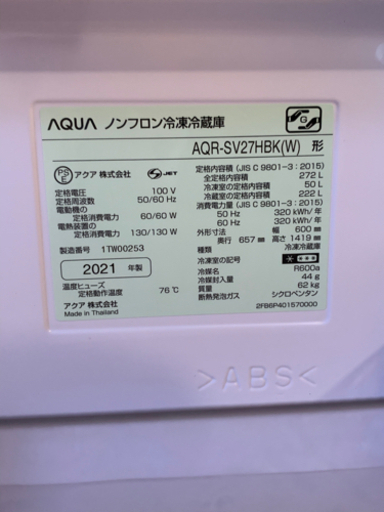 AQUA ノンフロン冷凍冷蔵庫
G
AQR-SV27HBK(W) 形
PS E アクア 株式会社 JET
定格電圧 100 V
定格周波数 50/60 Hz
電動機の
定格消費電力 60/60 W
電熱装置の
定格消費電力 130/130 W
製造番号 1TW00253
2021 年製
温度ヒューズ
定格動作温度 76℃
アクア 株式会社
Made in Thailand
定格内容積 (JIS C 9801-3:2015)
全定格内容積 272 L
冷凍室の定格内容積 50 L
冷蔵室の定格内容積 222 L
消費電力量 (JIS C 9801-3:2015)
50 Hz 320 kWh/年
60 Hz 320 kWh/年
外形寸法 幅 600 mm
奥行 657 mm 高さ 1419 mm
種類 冷凍冷蔵庫
冷凍室の記号
冷媒 R600a
冷媒封入量 44 g
質量 62 kg
断熱発泡ガス シクロペンタン
2FB6P401570000
>ABS<